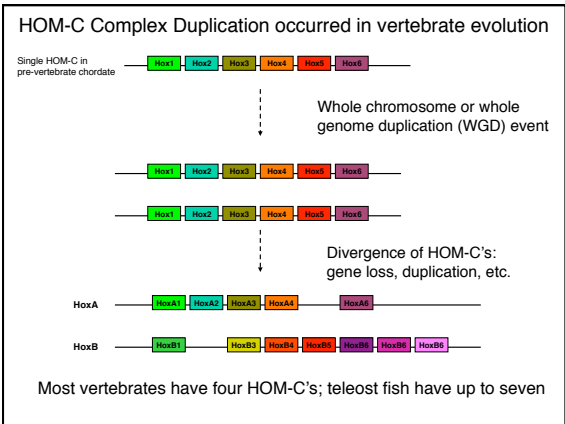 HOM-C Complex Duplication occurred in vertebrate evolution
Single HOM-C in
pre-vertebrate chordate
Hox1 Hox2 Hox3 Hox4 Hox5 Hox6
Whole chromosome or whole
genome duplication (WGD) event
Hox1 Hox2 Hox3 Hox4 Hox5 Hox6
Hox1 Hox2 Hox3 Hox4 Hox5 Hox6
Divergence of HOM-C's:
gene loss, duplication, etc.
HoxA HoxA1 HoxA2 HoxA3 HoxA4 HoxA6
HoxB HoxB1 HoxB3 HoxB4 HoxB5 HoxB6 HoxB6 HoxB6
Most vertebrates have four HOM-C's; teleost fish have up to seven